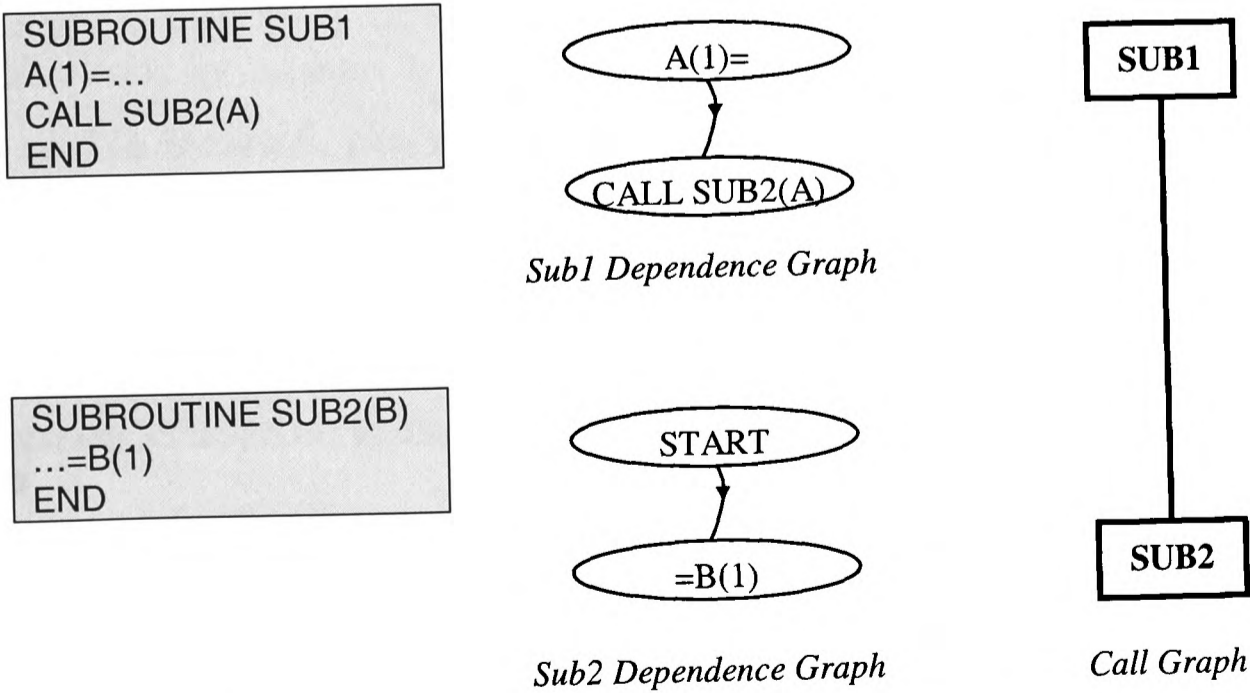 SUBROUTINE SUB1
A(1)=...
CALL SUB2(A)
END
A(1)=
CALL SUB2(A)
Sub1 Dependence Graph
SUB1
SUBROUTINE SUB2(B)
...=B(1)
END
START
=B(1)
Sub2 Dependence Graph
SUB2
Call Graph